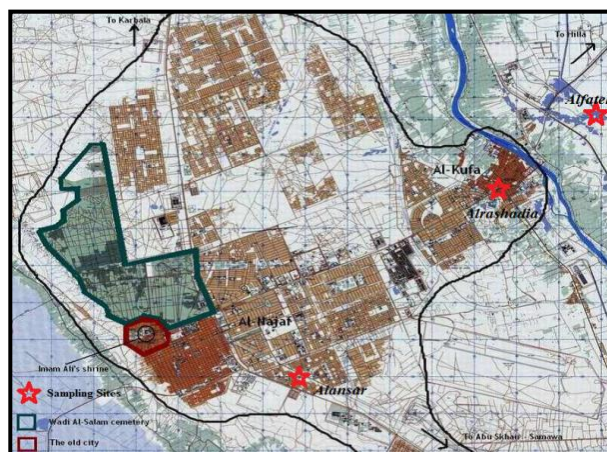 To Karbala
To Hilla
Alfateh
Al-Kufa
Alrashadia
Al-Najaf
Imam Ali's shrine
Alansar
Sampling Sites
Wadi Al-Salam cemetery
The old city
To Abu Skhair - Samawa